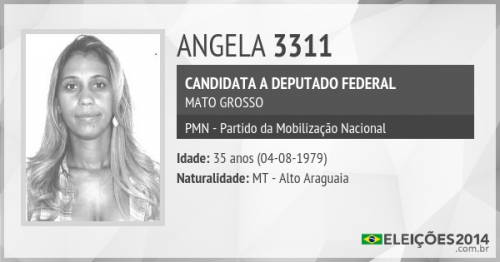 ANGELA 3311
CANDIDATA A DEPUTADO FEDERAL
MATO GROSSO
PMN - Partido da Mobilização Nacional
Idade: 35 anos (04-08-1979)
Naturalidade: MT - Alto Araguaia
ELEIÇÕES2014
.com.br